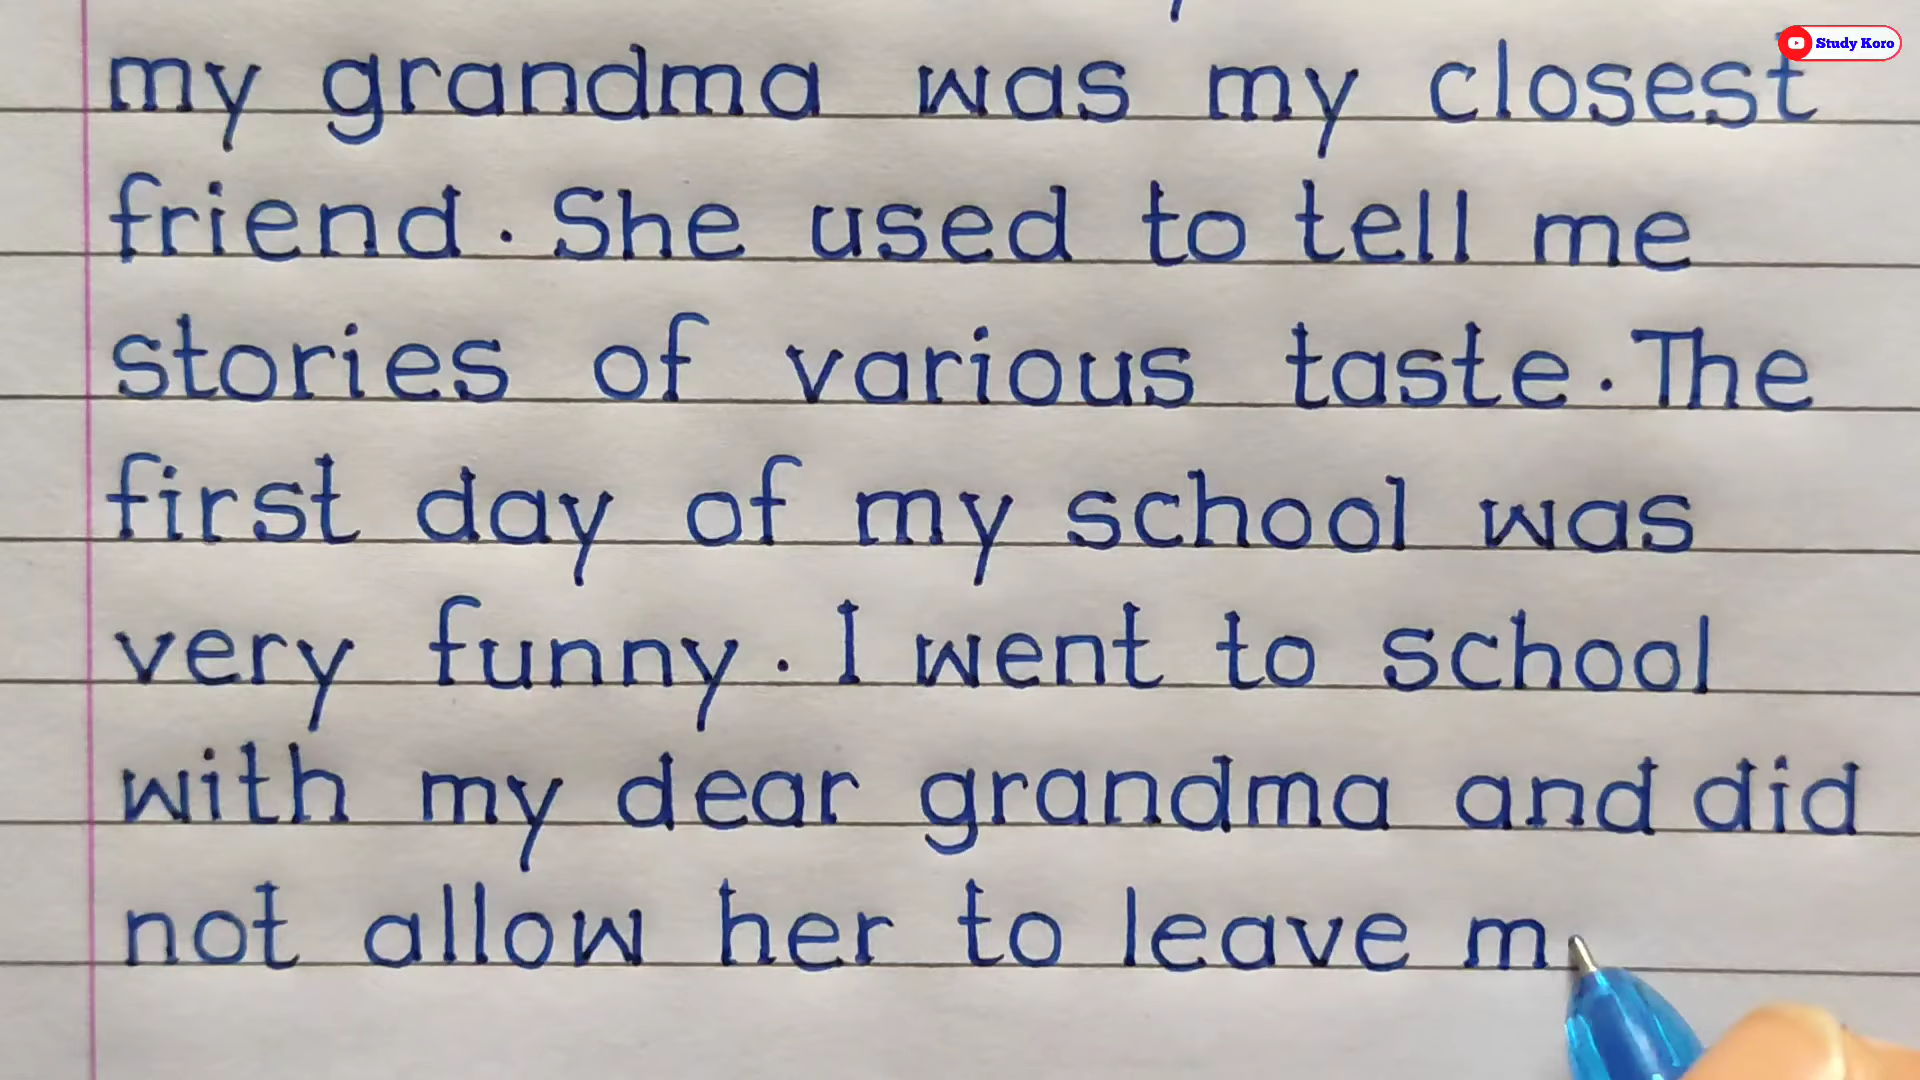 Study Koro
my grandma was my closest
friend. She used to tell me
stories of various taste. The
first day of my school was
very funny. I went to school
with my dear grandma and did
not allow her to leave m